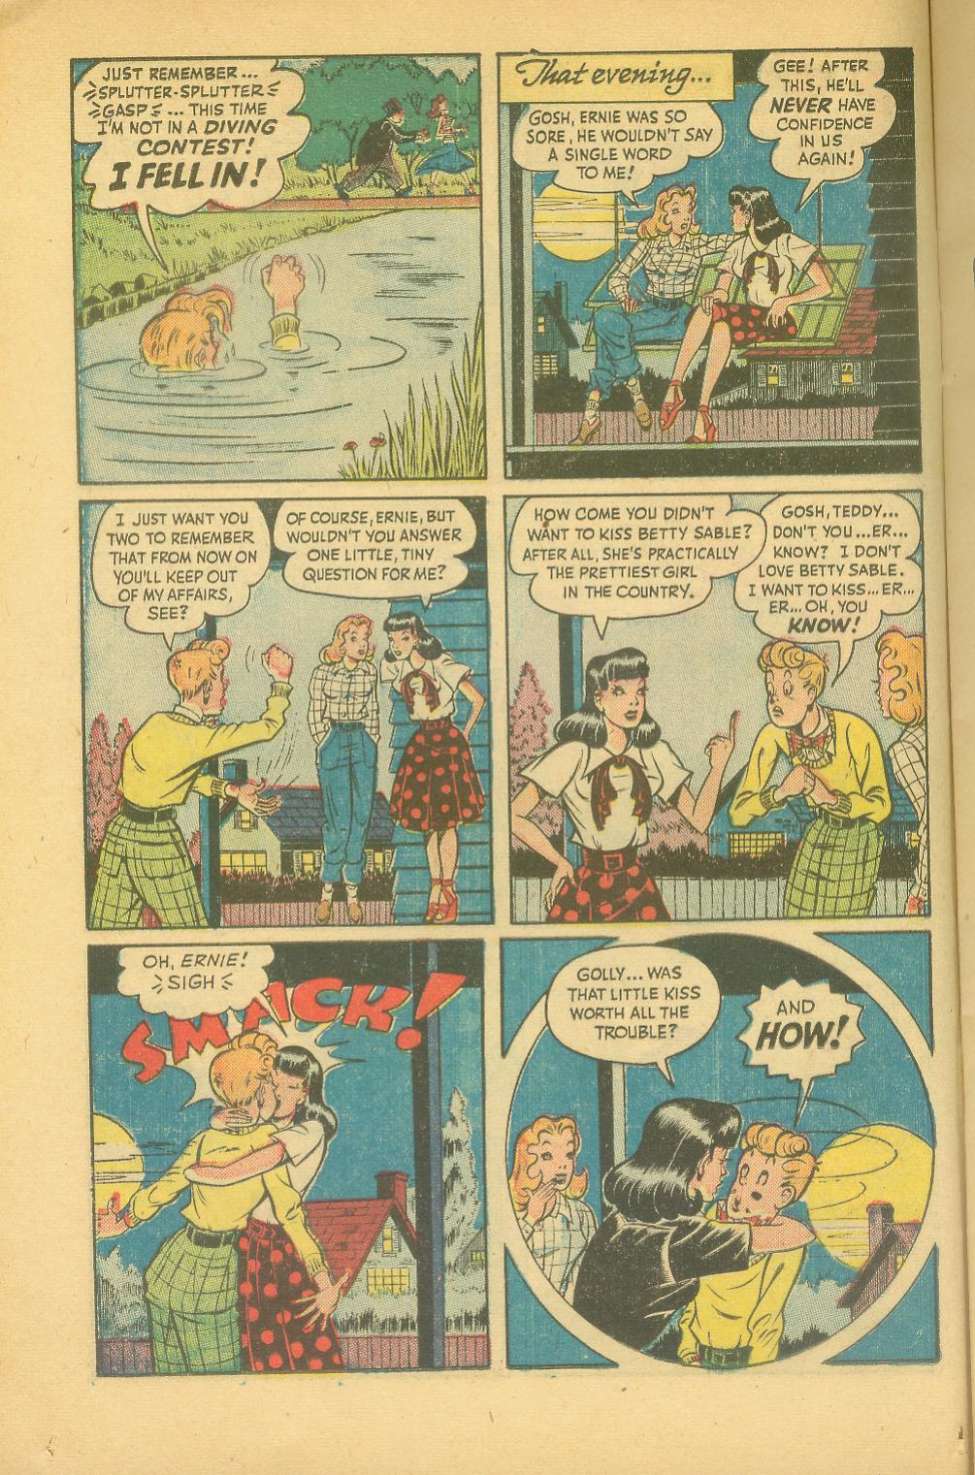 JUST REMEMBER...
SPLUTTER-SPLUTTER
GASP ... THIS TIME
I'M NOT IN A DIVING
CONTEST!
I FELL IN!
That evening...
GOSH, ERNIE WAS SO
SORE, HE WOULDN'T SAY
A SINGLE WORD
TO ME!
GEE! AFTER
THIS, HE'LL
NEVER HAVE
CONFIDENCE
IN US
AGAIN!
I JUST WANT YOU
TWO TO REMEMBER
THAT FROM NOW ON
YOU'LL KEEP OUT
OF MY AFFAIRS,
SEE?
OF COURSE, ERNIE, BUT
WOULDN'T YOU ANSWER
ONE LITTLE, TINY
QUESTION FOR ME?
HOW COME YOU DIDN'T
WANT TO KISS BETTY SABLE?
AFTER ALL, SHE'S PRACTICALLY
THE PRETTIEST GIRL
IN THE COUNTRY.
GOSH, TEDDY...
DON'T YOU...ER...
KNOW? I DON'T
LOVE BETTY SABLE.
I WANT TO KISS...ER...
ER... OH, YOU
KNOW!
OH, ERNIE!
SIGH
SMACK!
GOLLY... WAS
THAT LITTLE KISS
WORTH ALL THE
TROUBLE?
AND
HOW!